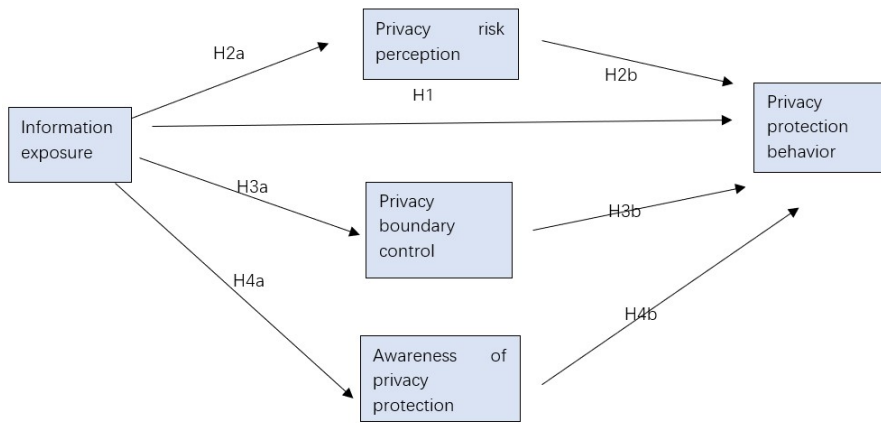 Privacy risk
perception
H2a
H2b
H1
Information
exposure
Privacy
protection
behavior
H3a
Privacy
boundary
control
H3b
H4a
H4b
Awareness of
privacy
protection